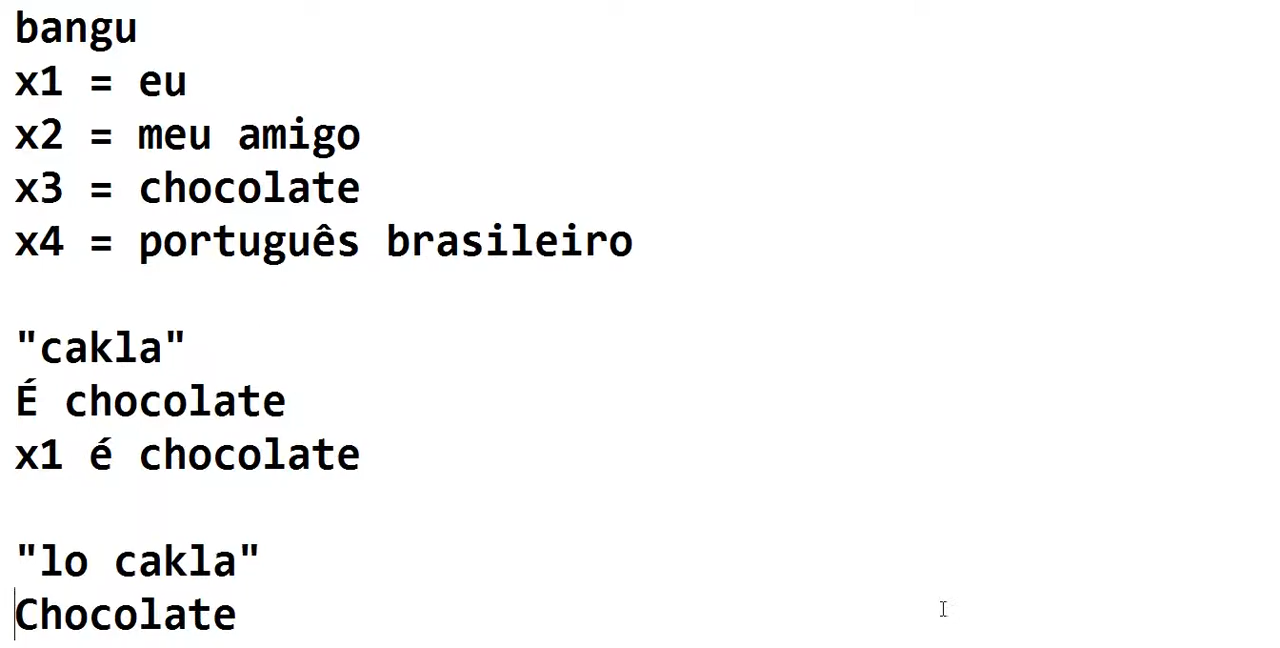 bangu
x1 = eu
x2 = meu amigo
x3 = chocolate
x4 = português brasileiro
"cakla"
É chocolate
x1 é chocolate
"lo cakla"
Chocolate